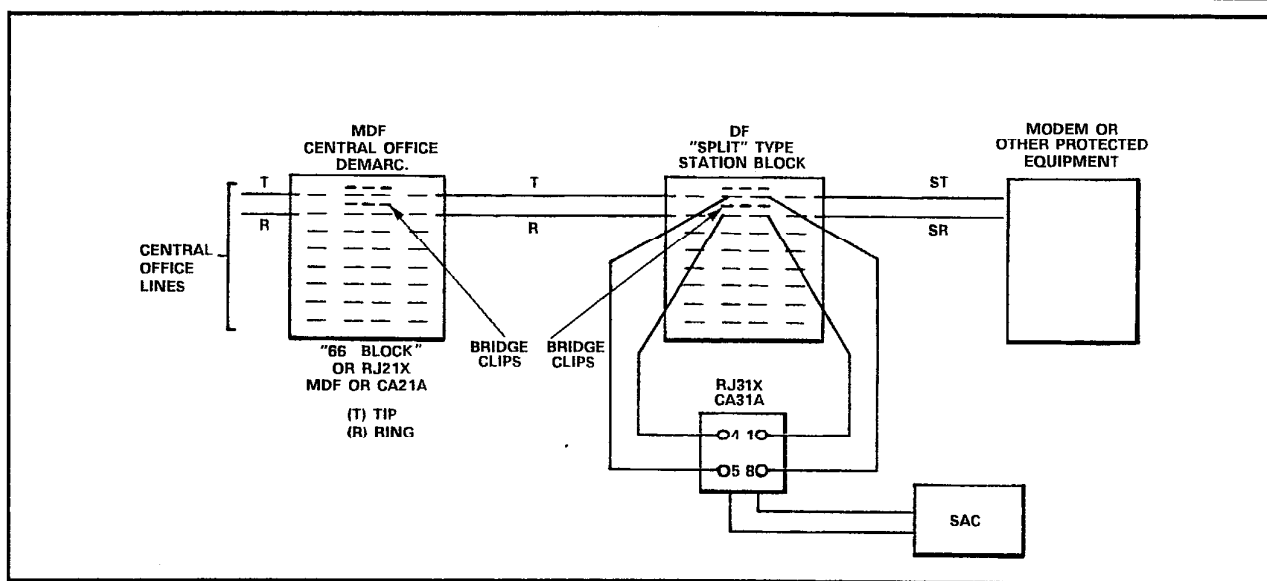 MDF
CENTRAL OFFICE
DEMARC.
DF
"SPLIT" TYPE
STATION BLOCK
MODEM OR
OTHER PROTECTED
EQUIPMENT
T
R
T
R
ST
SR
CENTRAL
OFFICE
LINES
"66 BLOCK"
OR RJ21X
MDF OR CA21A
(T) TIP
(R) RING
BRIDGE
CLIPS
BRIDGE
CLIPS
RJ31X
CA31A
4 1
5 8
SAC